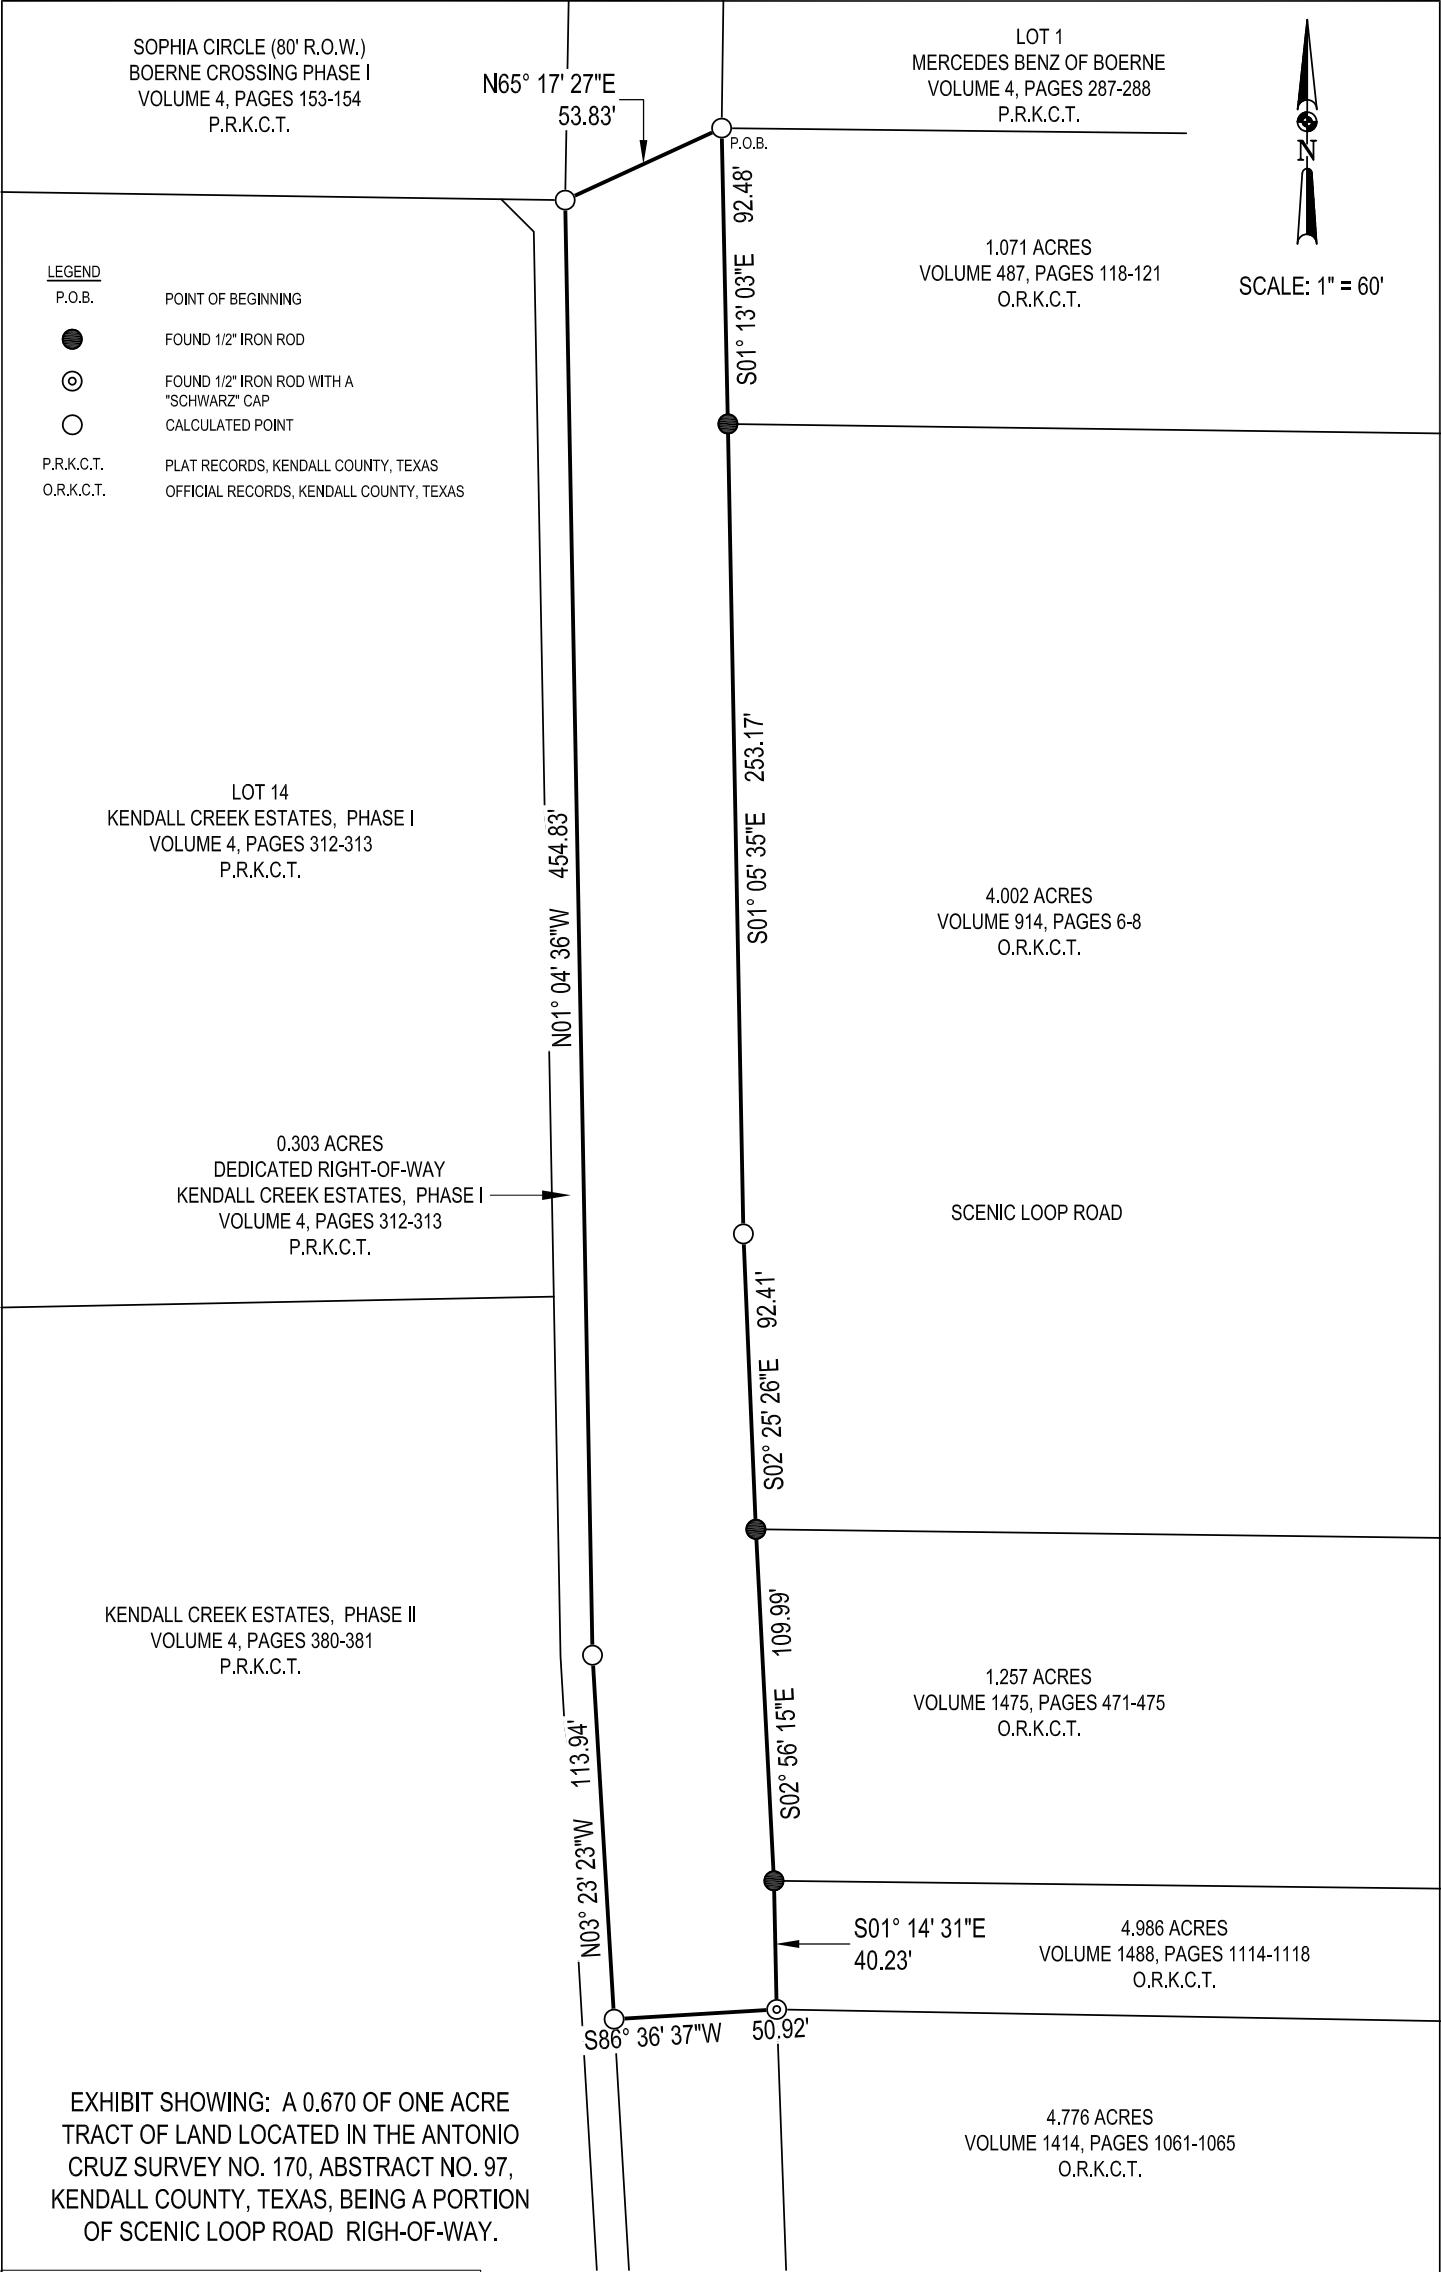 SOPHIA CIRCLE (80' R.O.W.)
BOERNE CROSSING PHASE I
VOLUME 4, PAGES 153-154
P.R.K.C.T.
N65° 17' 27"E
53.83'
LOT 1
MERCEDES BENZ OF BOERNE
VOLUME 4, PAGES 287-288
P.R.K.C.T.
P.O.B.
N
SCALE: 1" = 60'
S01° 13' 03"E 92.48'
1.071 ACRES
VOLUME 487, PAGES 118-121
O.R.K.C.T.
LEGEND
P.O.B. POINT OF BEGINNING
FOUND 1/2" IRON ROD
FOUND 1/2" IRON ROD WITH A
"SCHWARZ" CAP
CALCULATED POINT
P.R.K.C.T. PLAT RECORDS, KENDALL COUNTY, TEXAS
O.R.K.C.T. OFFICIAL RECORDS, KENDALL COUNTY, TEXAS
LOT 14
KENDALL CREEK ESTATES, PHASE I
VOLUME 4, PAGES 312-313
P.R.K.C.T.
N01° 04' 36"W 454.83'
S01° 05' 35"E 253.17'
4.002 ACRES
VOLUME 914, PAGES 6-8
O.R.K.C.T.
0.303 ACRES
DEDICATED RIGHT-OF-WAY
KENDALL CREEK ESTATES, PHASE I
VOLUME 4, PAGES 312-313
P.R.K.C.T.
SCENIC LOOP ROAD
S02° 25' 26"E 92.41'
KENDALL CREEK ESTATES, PHASE II
VOLUME 4, PAGES 380-381
P.R.K.C.T.
S02° 56' 15"E 109.99'
1.257 ACRES
VOLUME 1475, PAGES 471-475
O.R.K.C.T.
N03° 23' 23"W 113.94'
S01° 14' 31"E
40.23'
4.986 ACRES
VOLUME 1488, PAGES 1114-1118
O.R.K.C.T.
S86° 36' 37"W 50.92'
EXHIBIT SHOWING: A 0.670 OF ONE ACRE
TRACT OF LAND LOCATED IN THE ANTONIO
CRUZ SURVEY NO. 170, ABSTRACT NO. 97,
KENDALL COUNTY, TEXAS, BEING A PORTION
OF SCENIC LOOP ROAD RIGH-OF-WAY.
4.776 ACRES
VOLUME 1414, PAGES 1061-1065
O.R.K.C.T.